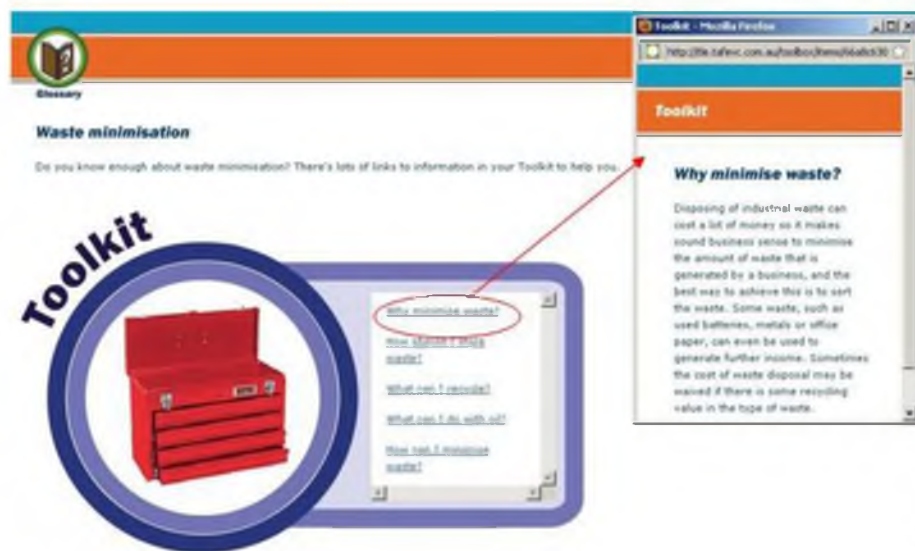 Glossary
Waste minimisation
Do you know enough about waste minimisation? There's lots of links to information in your Toolkit to help you.
Toolkit
Why minimise waste?
How should I store
waste?
What can I recycle?
What can I do with oil?
How can I minimise
waste?
Toolkit - Mozilla Firefox
Toolkit
Why minimise waste?
Disposing of industrial waste can
cost a lot of money so it makes
sound business sense to minimise
the amount of waste that is
generated by a business, and the
best way to achieve this is to sort
the waste. Some waste, such as
used batteries, metals or office
paper, can even be used to
generate further income. Sometimes
the cost of waste disposal may be
waived if there is some recycling
value in the type of waste.